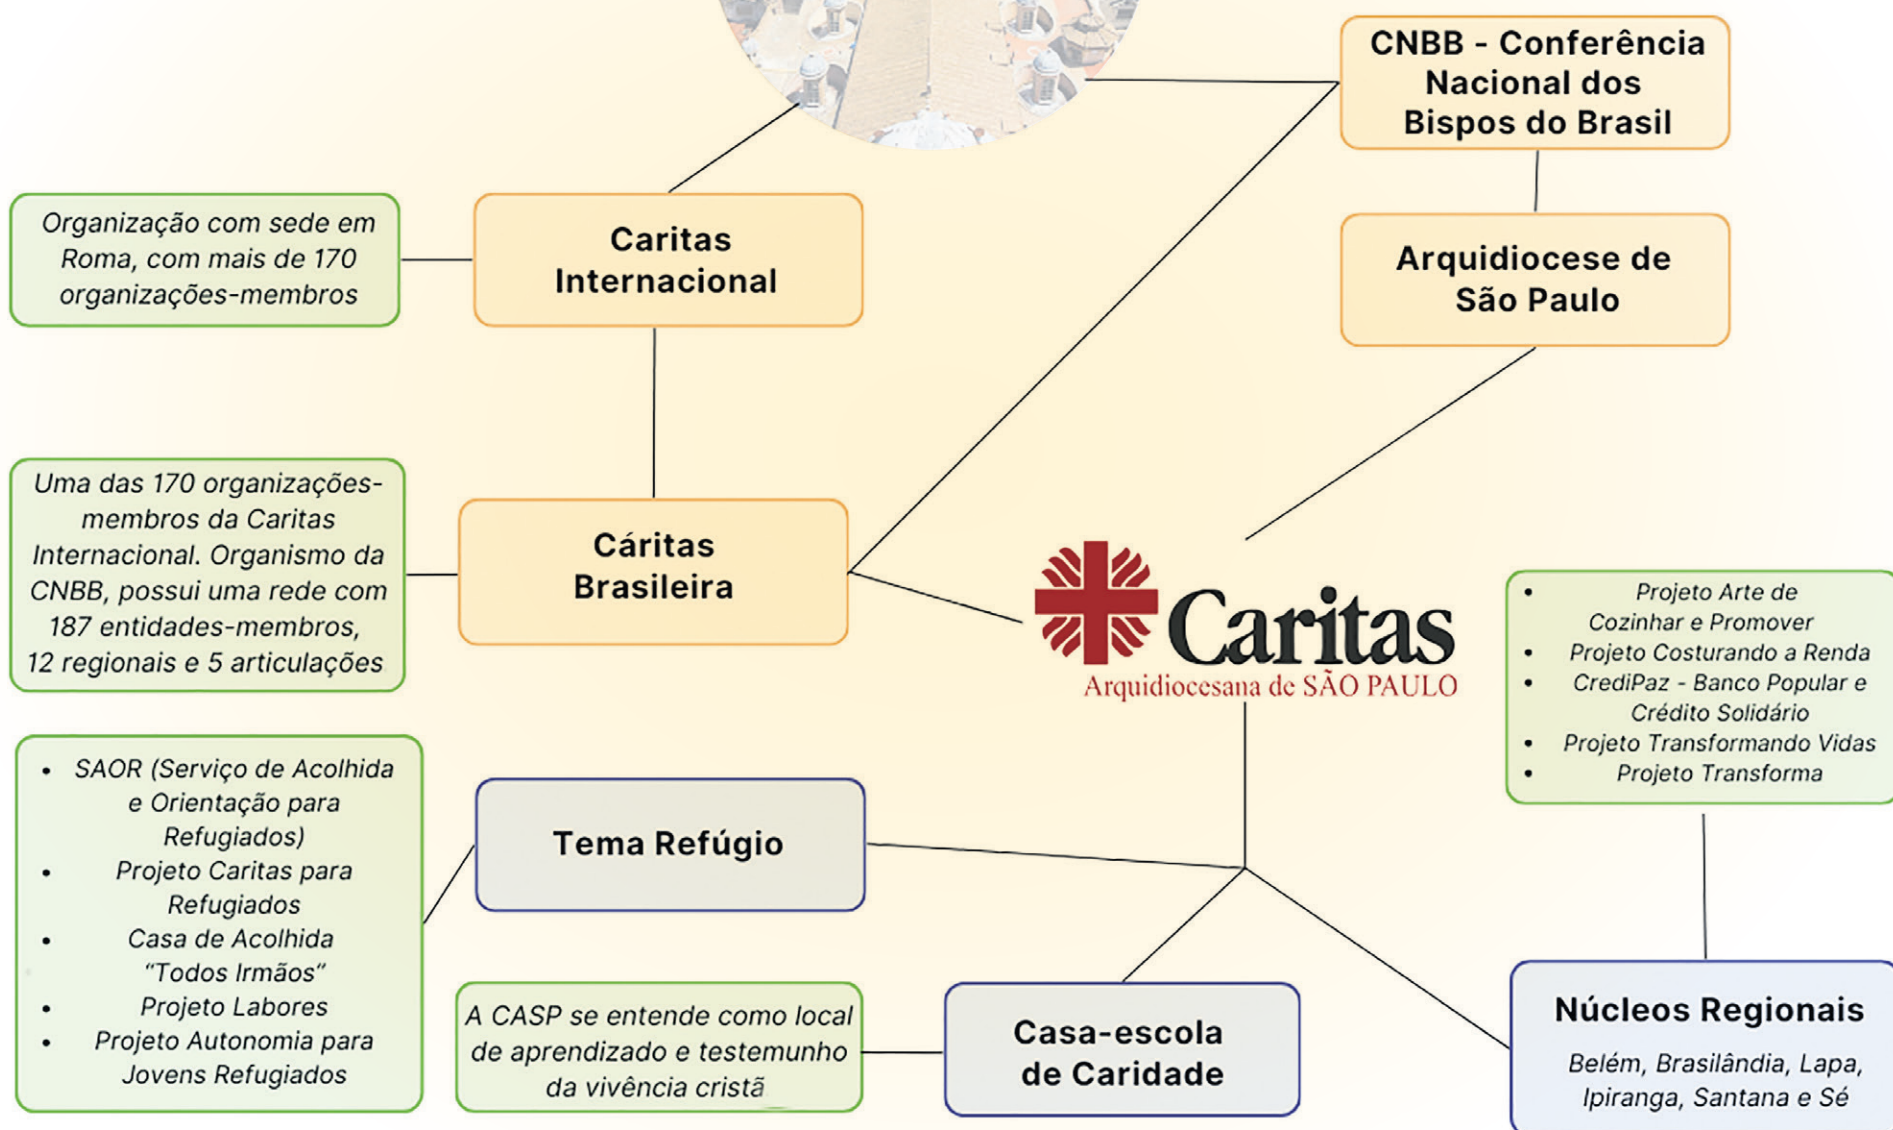 CNBB - Conferência
Nacional dos
Bispos do Brasil
Organização com sede em
Roma, com mais de 170
organizações-membros
Caritas
Internacional
Arquidiocese de
São Paulo
Uma das 170 organizações-
membros da Caritas
Internacional. Organismo da
CNBB, possui uma rede com
187 entidades-membros,
12 regionais e 5 articulações
Cáritas
Brasileira
Caritas
Arquidiocesana de SÃO PAULO
• Projeto Arte de
Cozinhar e Promover
• Projeto Costurando a Renda
• CrediPaz - Banco Popular e
Crédito Solidário
• Projeto Transformando Vidas
• Projeto Transforma
• SAOR (Serviço de Acolhida
e Orientação para
Refugiados)
• Projeto Caritas para
Refugiados
• Casa de Acolhida
“Todos Irmãos”
• Projeto Labores
• Projeto Autonomia para
Jovens Refugiados
Tema Refúgio
A CASP se entende como local
de aprendizado e testemunho
da vivência cristã
Casa-escola
de Caridade
Núcleos Regionais
Belém, Brasilândia, Lapa,
Ipiranga, Santana e Sé